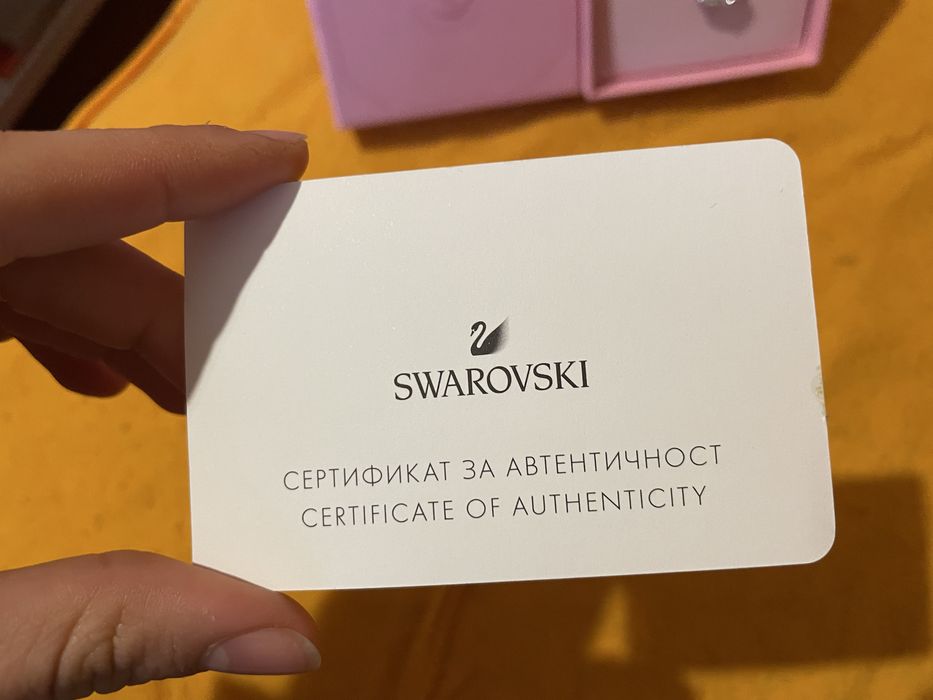 SWAROVSKI
СЕРТИФИКАТ ЗА АВТЕНТИЧНОСТ
CERTIFICATE OF AUTHENTICITY